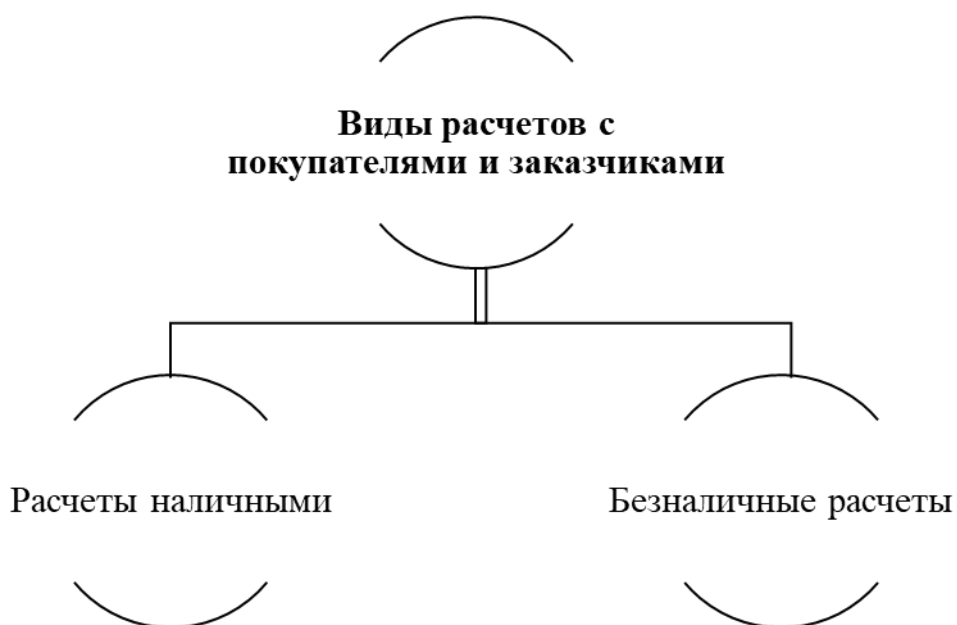 Виды расчетов с
покупателями и заказчиками
Расчеты наличными
Безналичные расчеты